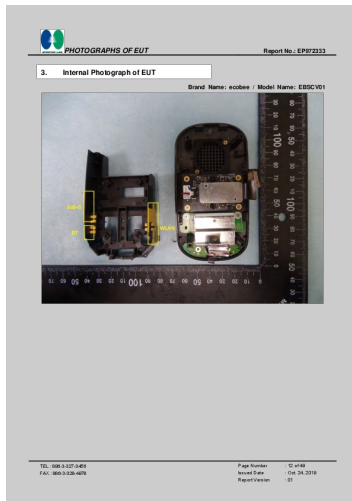 PHOTOGRAPHS OF EUT
Report No.: EP972333
3. Internal Photograph of EUT
Brand Name: ecobee / Model Name: EBSCV01
BT
WLAN
TEL : 886-3-327-3456
FAX : 886-3-328-4978
Page Number : 12 of 49
Issued Date : Oct. 24, 2018
Report Version : 01